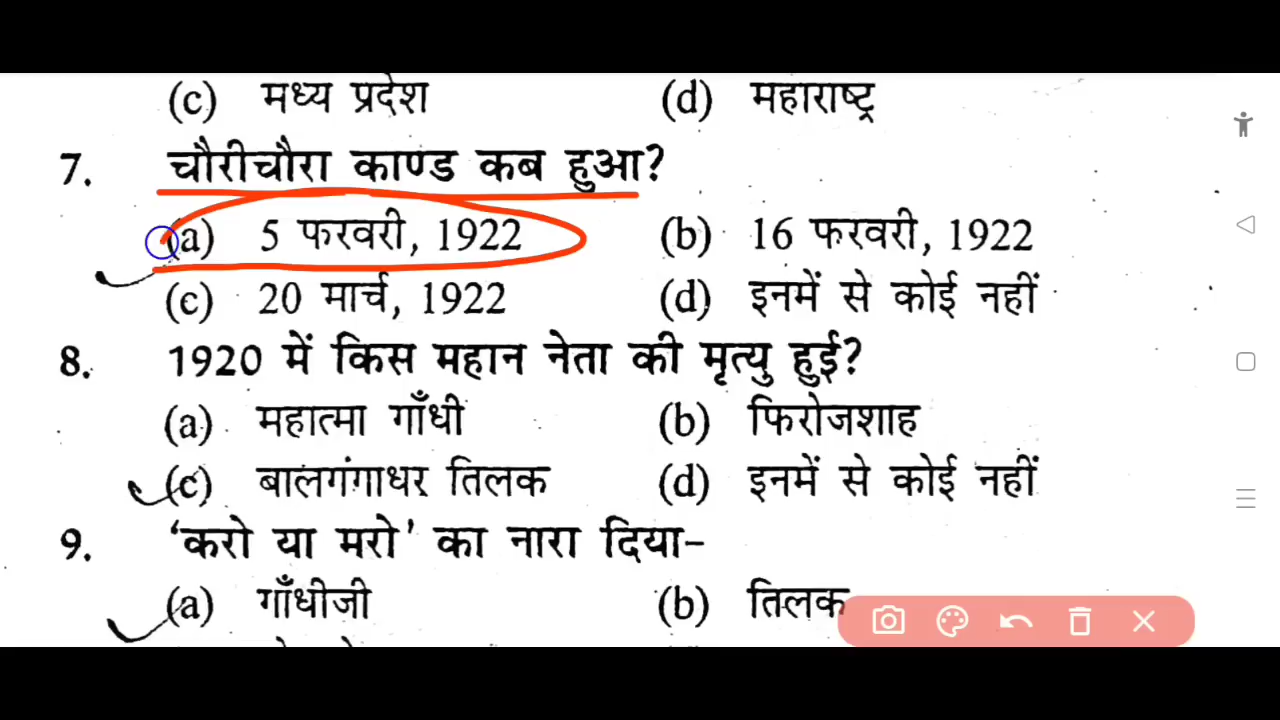 (c) मध्य प्रदेश (d) महाराष्ट्र
7. चौरीचौरा काण्ड कब हुआ?
(a) 5 फरवरी, 1922 (b) 16 फरवरी, 1922
(c) 20 मार्च, 1922 (d) इनमें से कोई नहीं
8. 1920 में किस महान नेता की मृत्यु हुई?
(a) महात्मा गाँधी (b) फिरोजशाह
(c) बालगंगाधर तिलक (d) इनमें से कोई नहीं
9. ‘करो या मरो’ का नारा दिया–
(a) गाँधीजी (b) तिलक